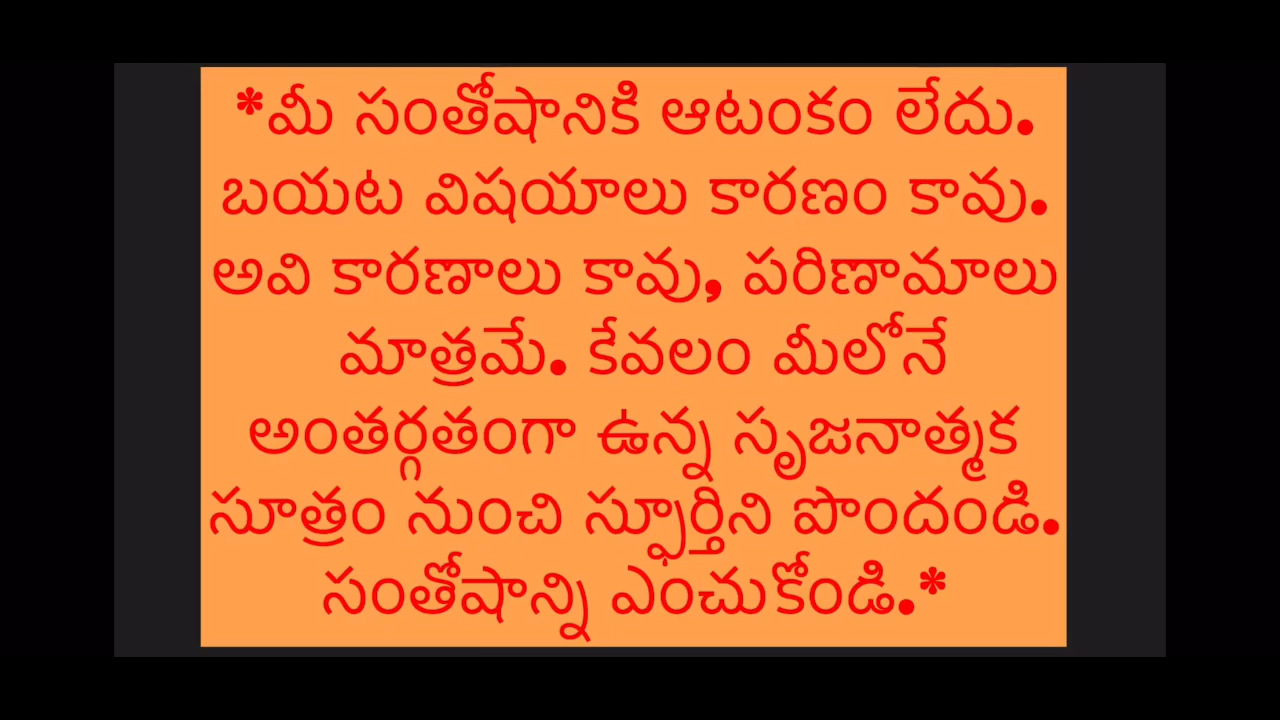 *మీ సంతోషానికి ఆటంకం లేదు.
బయట విషయాలు కారణం కావు.
అవి కారణాలు కావు, పరిణామాలు
మాత్రమే. కేవలం మీలోనే
అంతర్గతంగా ఉన్న సృజనాత్మక
సూత్రం నుంచి స్ఫూర్తిని పొందండి.
సంతోషాన్ని ఎంచుకోండి.*